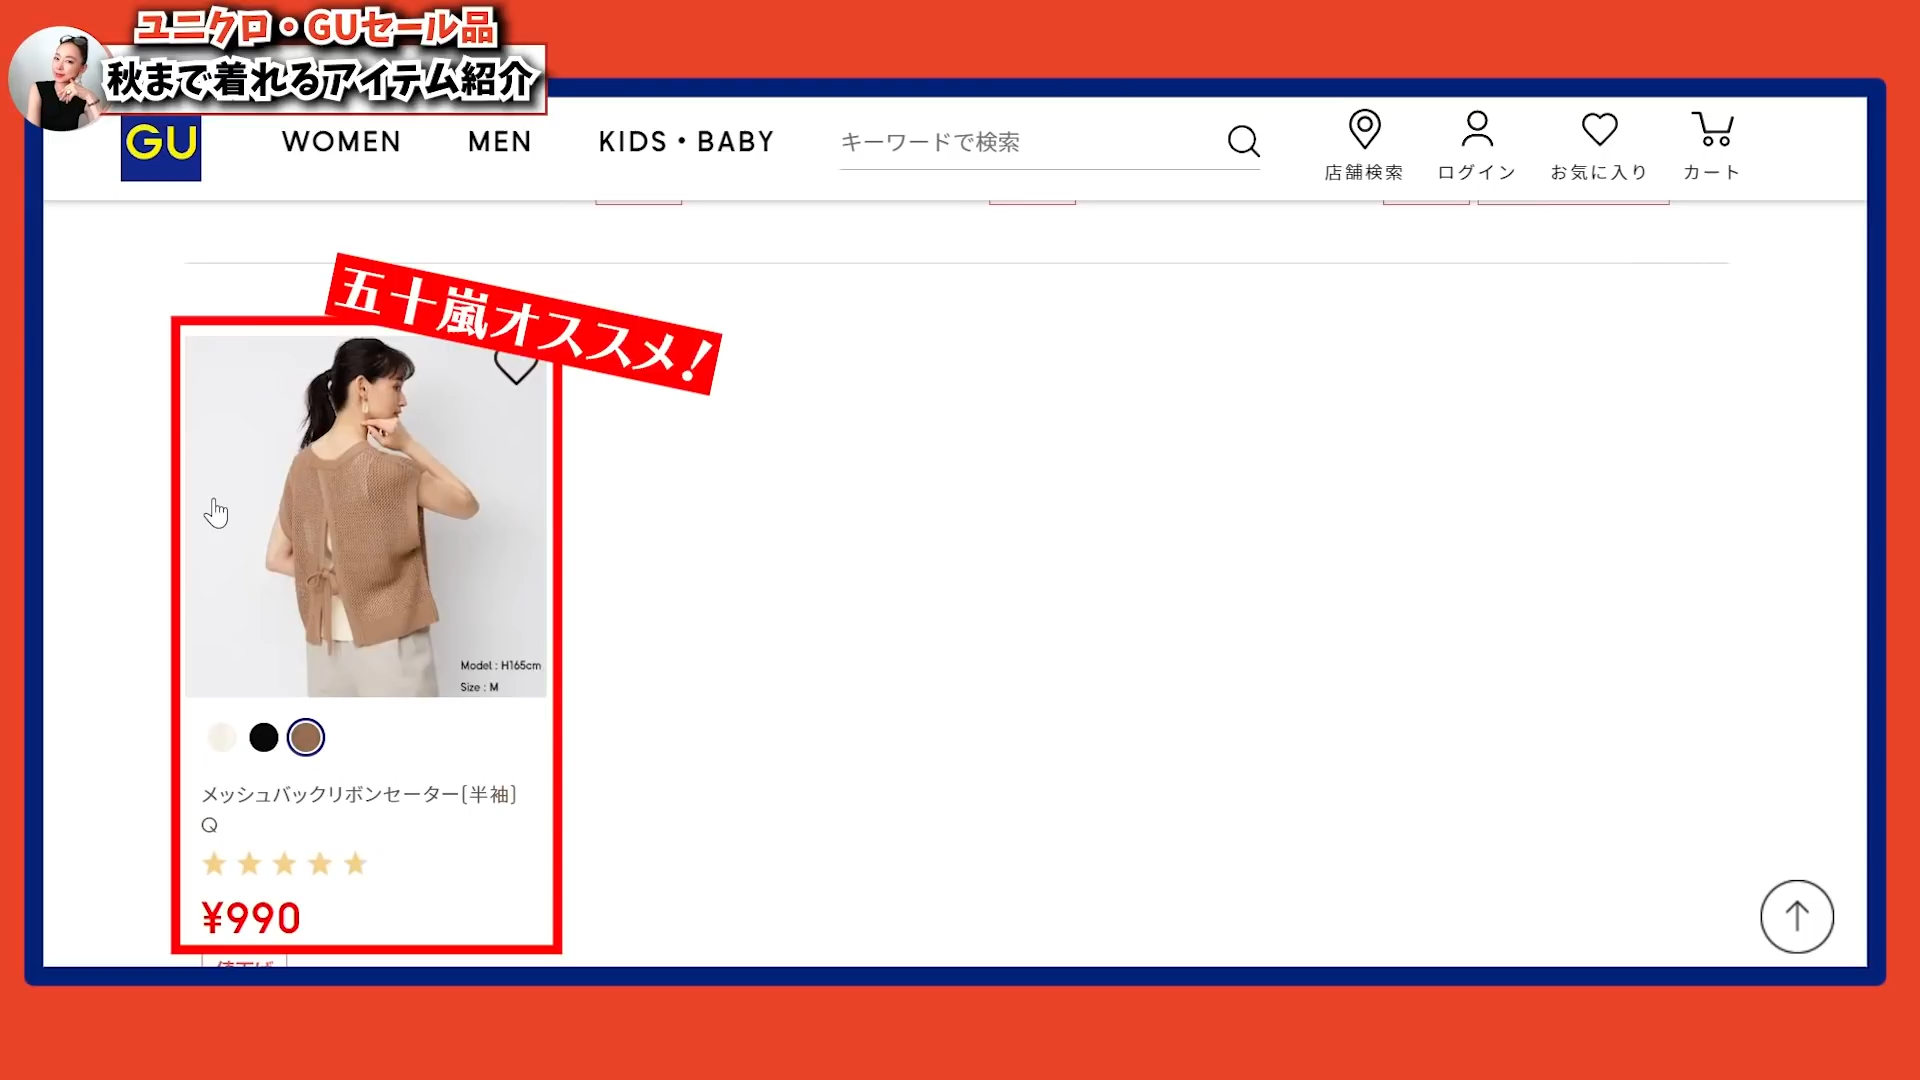 ユニクロ・GUセール品
秋まで着れるアイテム紹介
GU
WOMEN
MEN
KIDS・BABY
キーワードで検索
店舗検索
ログイン
お気に入り
カート
五十嵐オススメ!
Model : H165cm
Size : M
メッシュバックリボンセーター(半袖)
Q
¥990